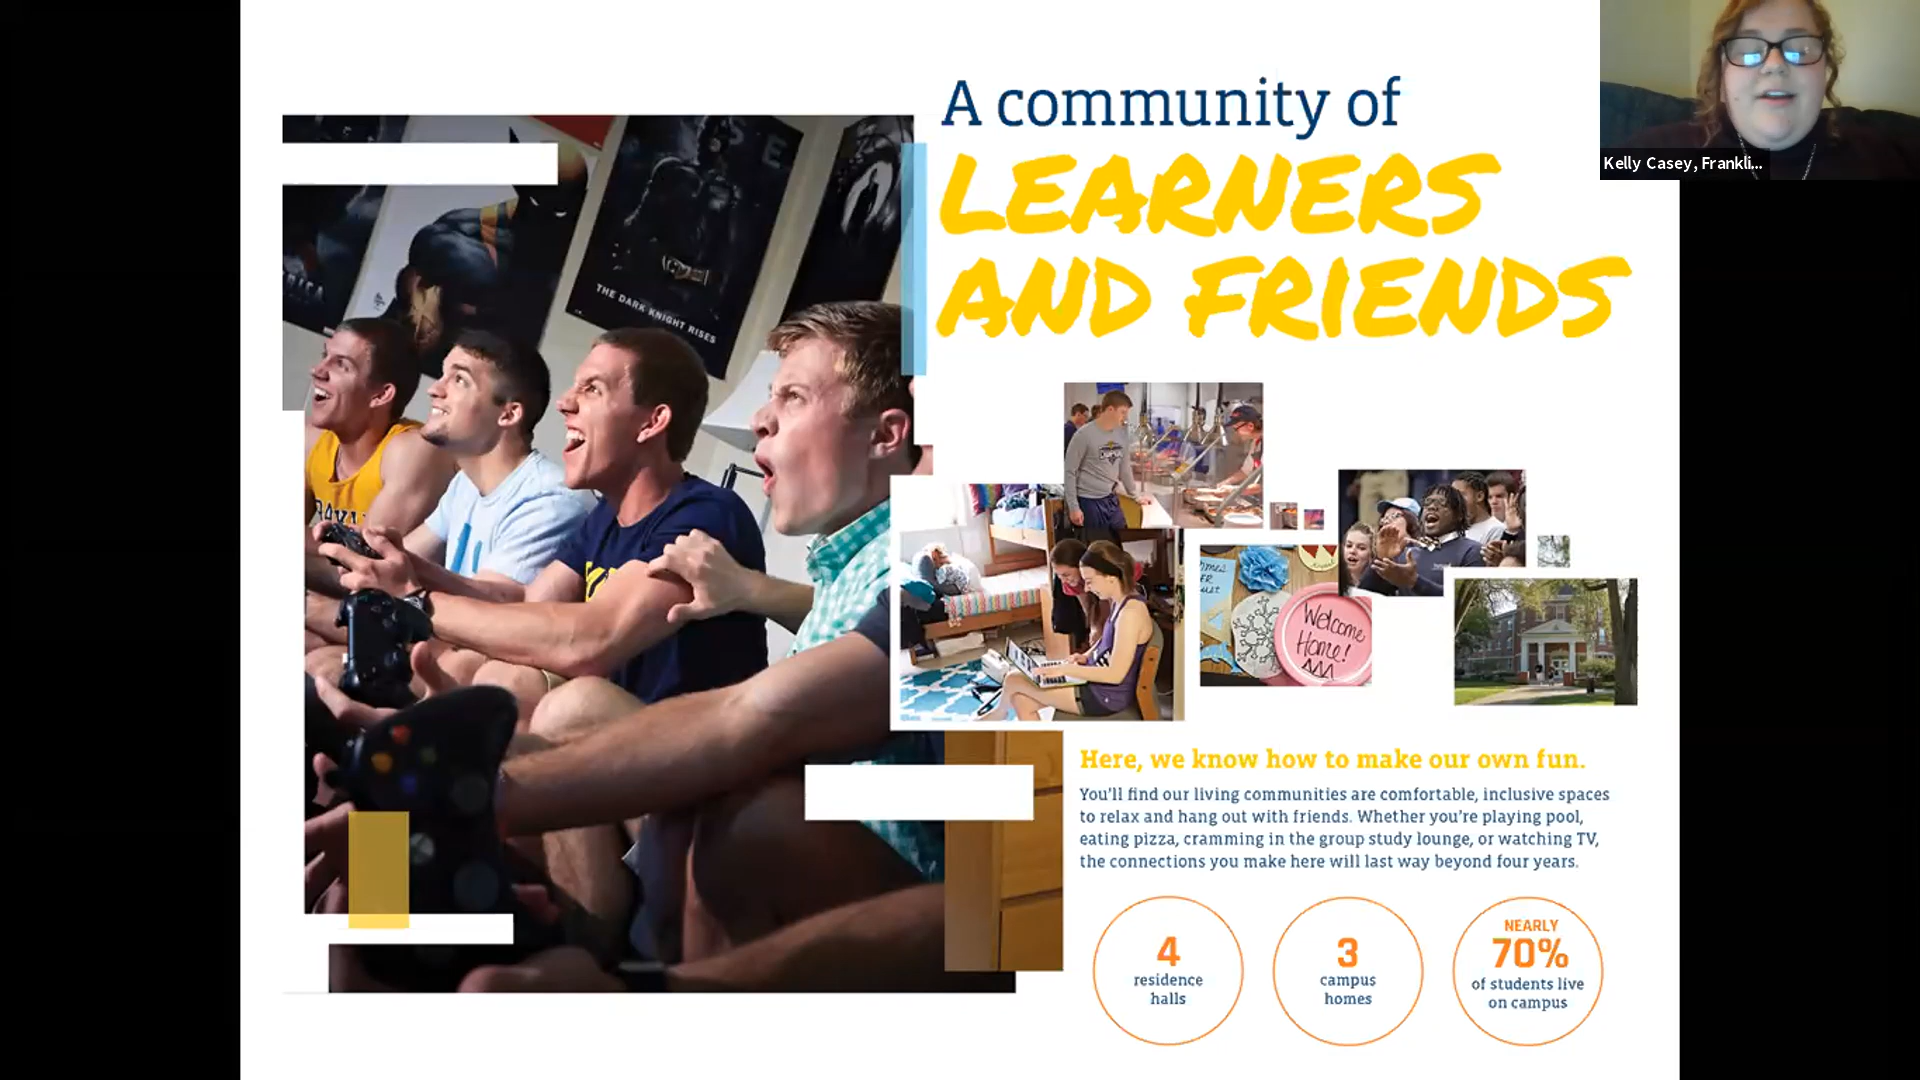 A community of
LEARNERS
AND FRIENDS
Kelly Casey, Frankli...
THE DARK KNIGHT RISES
Welcome
Home!
Here, we know how to make our own fun.
You'll find our living communities are comfortable, inclusive spaces
to relax and hang out with friends. Whether you're playing pool,
eating pizza, cramming in the group study lounge, or watching TV,
the connections you make here will last way beyond four years.
4
residence
halls
3
campus
homes
NEARLY
70%
of students live
on campus